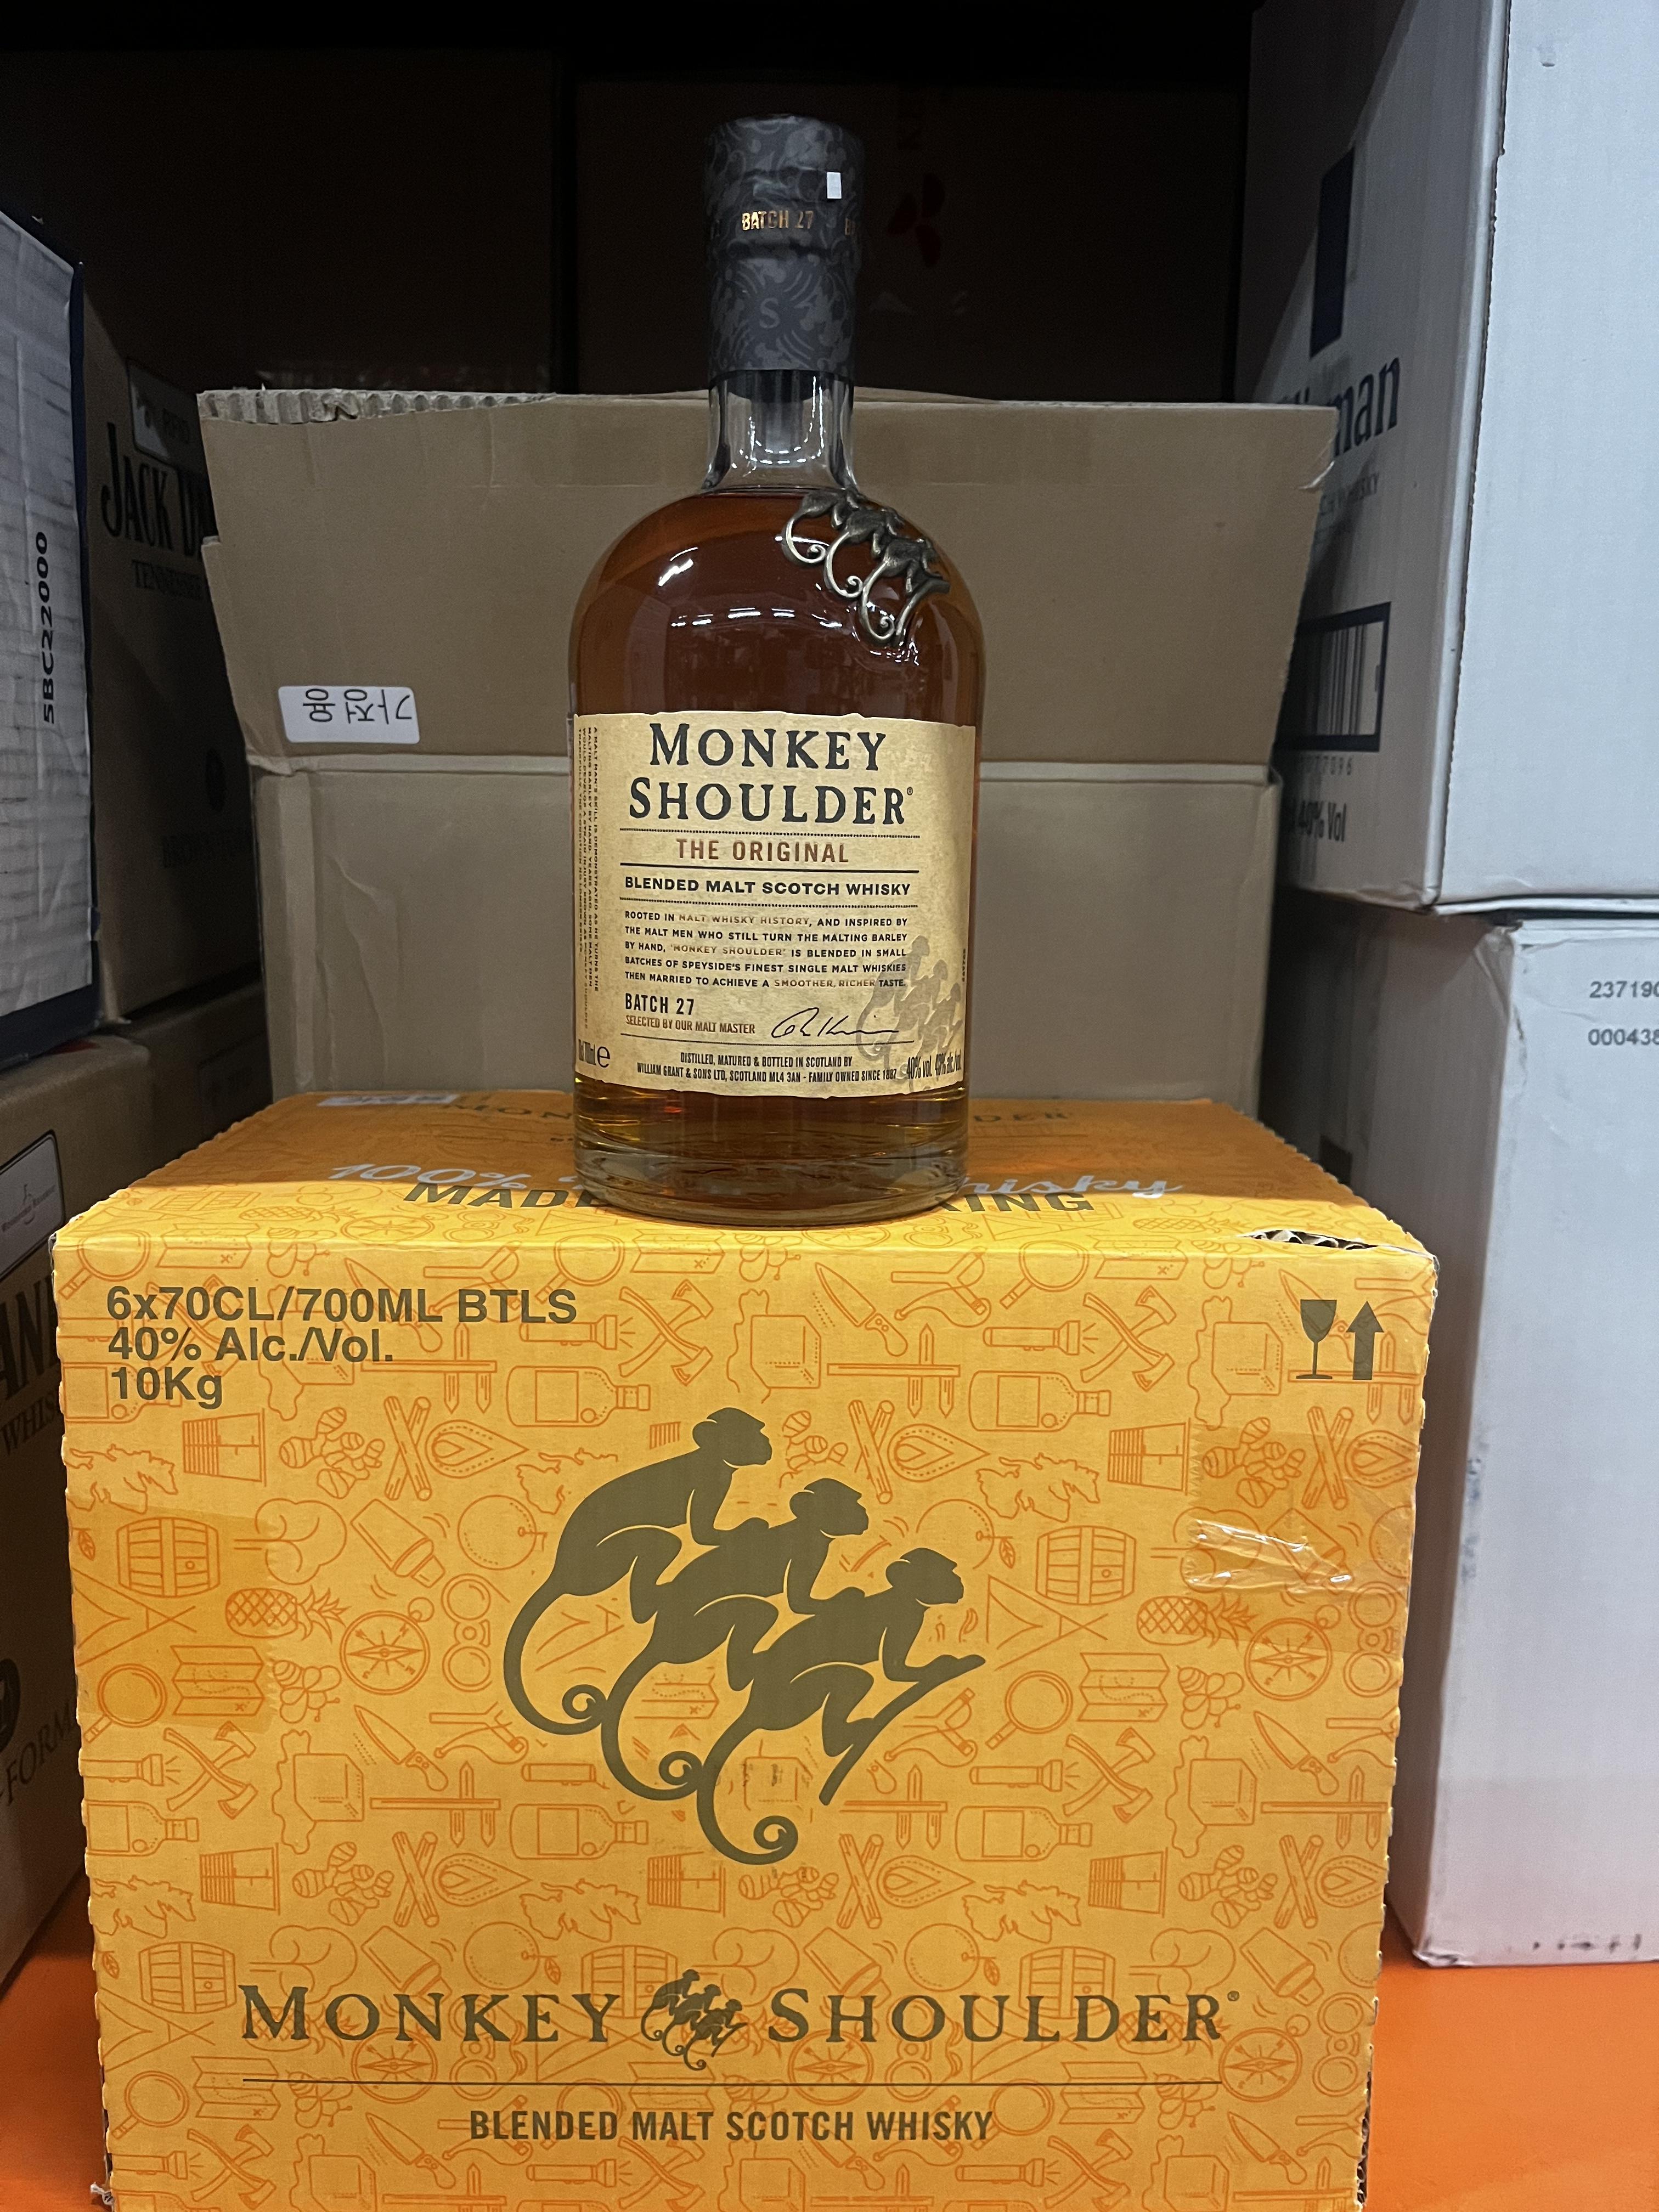 BATCH 27
S
MONKEY
SHOULDER®
THE ORIGINAL
BLENDED MALT SCOTCH WHISKY
ROOTED IN MALT WHISKY HISTORY, AND INSPIRED BY
THE MALT MEN WHO STILL TURN THE MALTING BARLEY
BY HAND, 'MONKEY SHOULDER' IS BLENDED IN SMALL
BATCHES OF SPEYSIDE'S FINEST SINGLE MALT WHISKIES
THEN MARRIED TO ACHIEVE A SMOOTHER, RICHER TASTE.
BATCH 27
SELECTED BY OUR MALT MASTER
DISTILLED, MATURED & BOTTLED IN SCOTLAND BY
WILLIAM GRANT & SONS LTD, SCOTLAND ML4 3AN - FAMILY OWNED SINCE 1887
40% vol
100%
MADE
6x70CL/700ML BTLS
40% Alc./Vol.
10Kg
MONKEY SHOULDER®
BLENDED MALT SCOTCH WHISKY
5BC22000
JACK
man
40% Vol